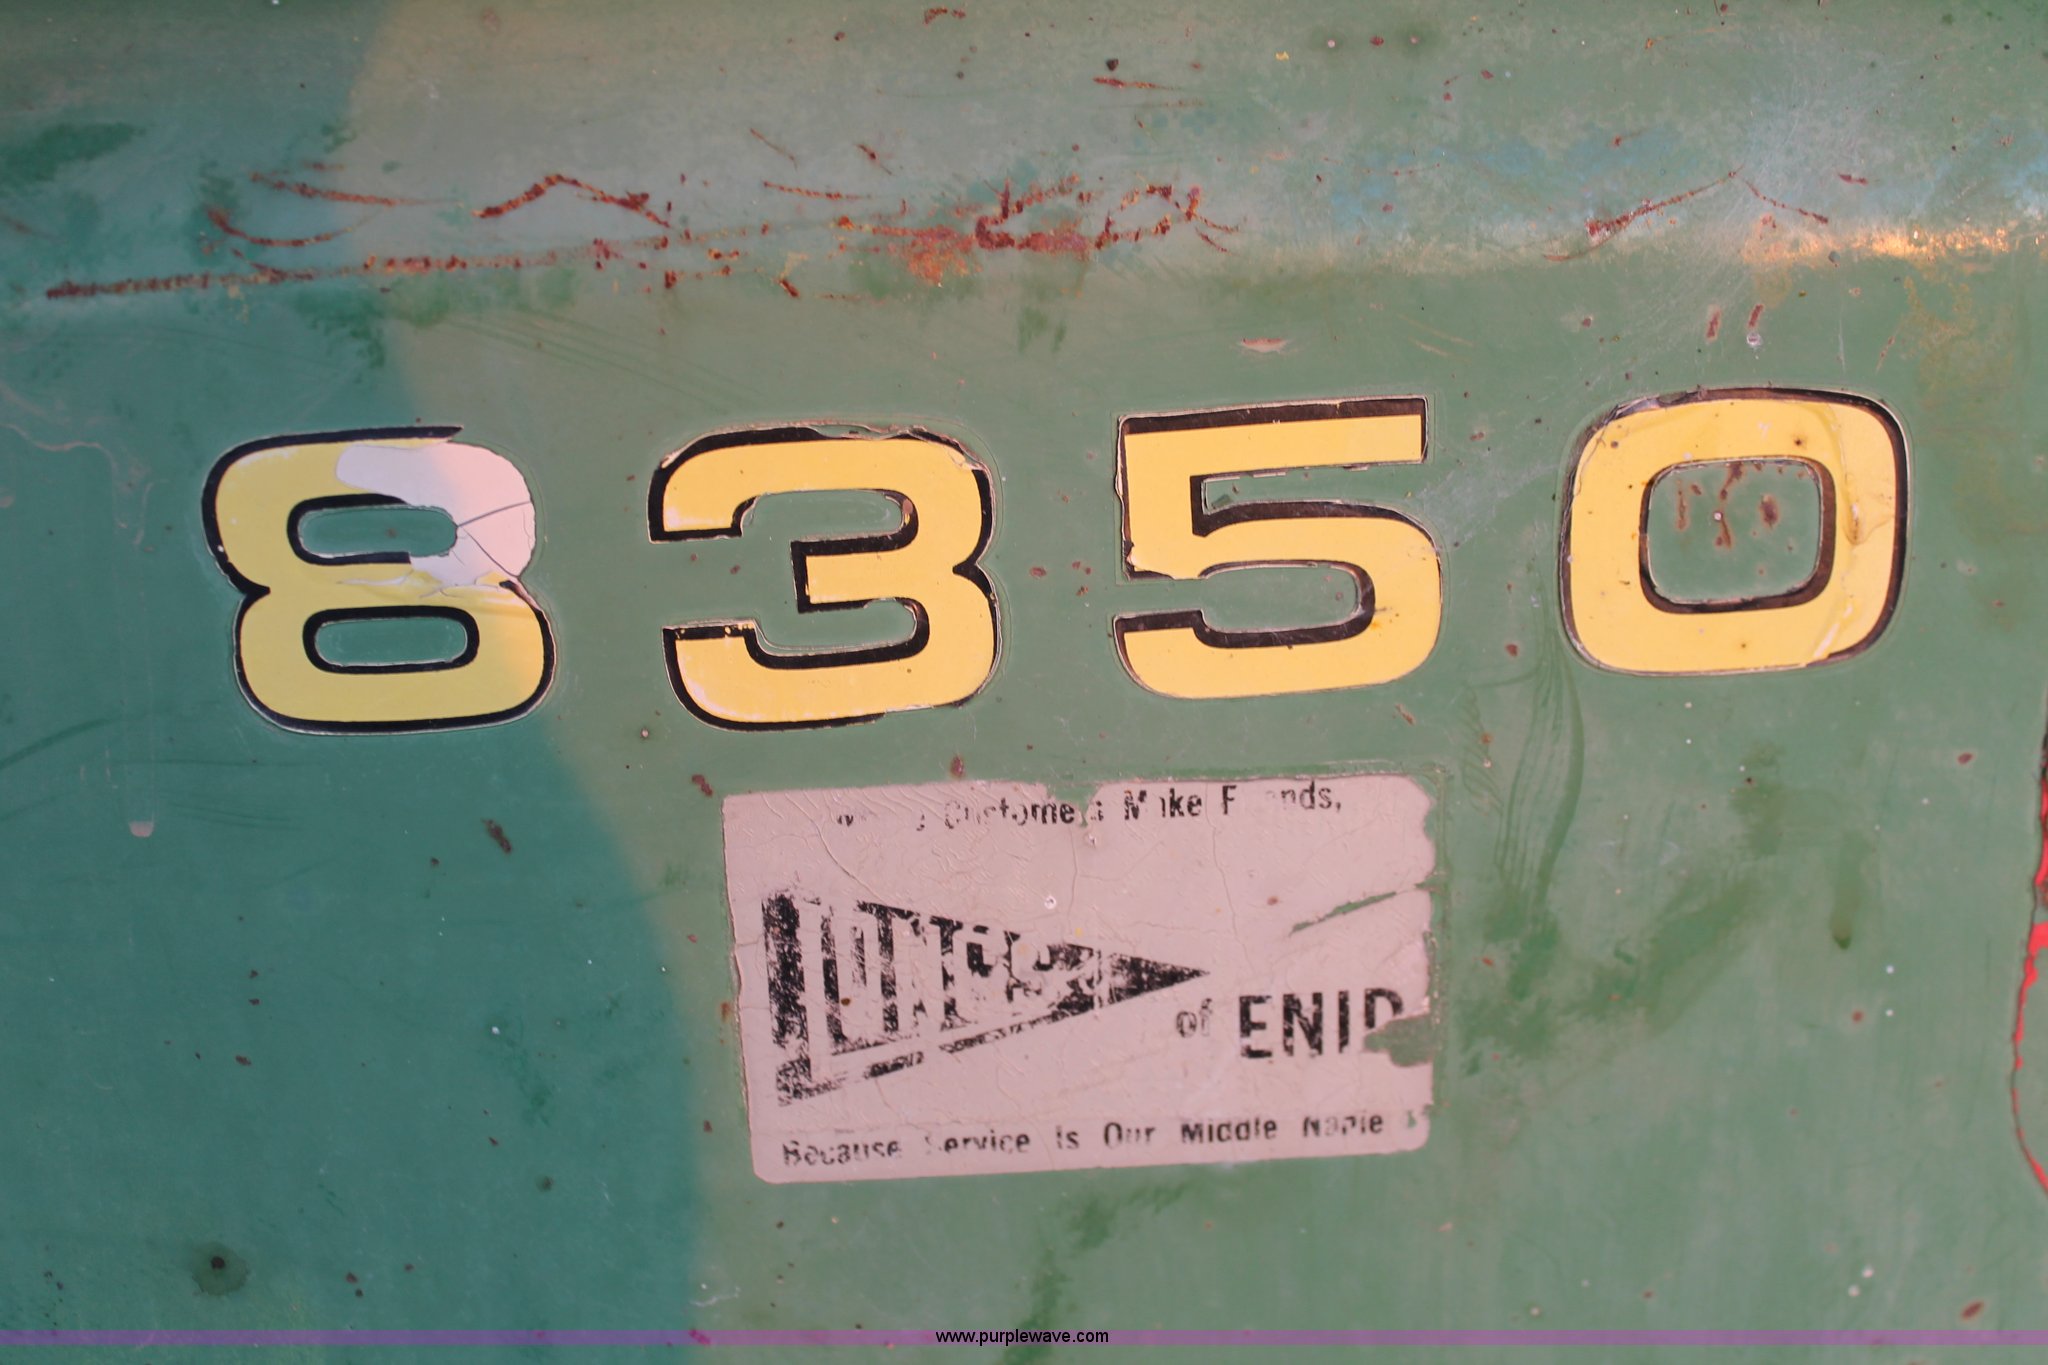 8350
Customers Make Friends,
of ENID
Because Service Is Our Middle Name
www.purplewave.com